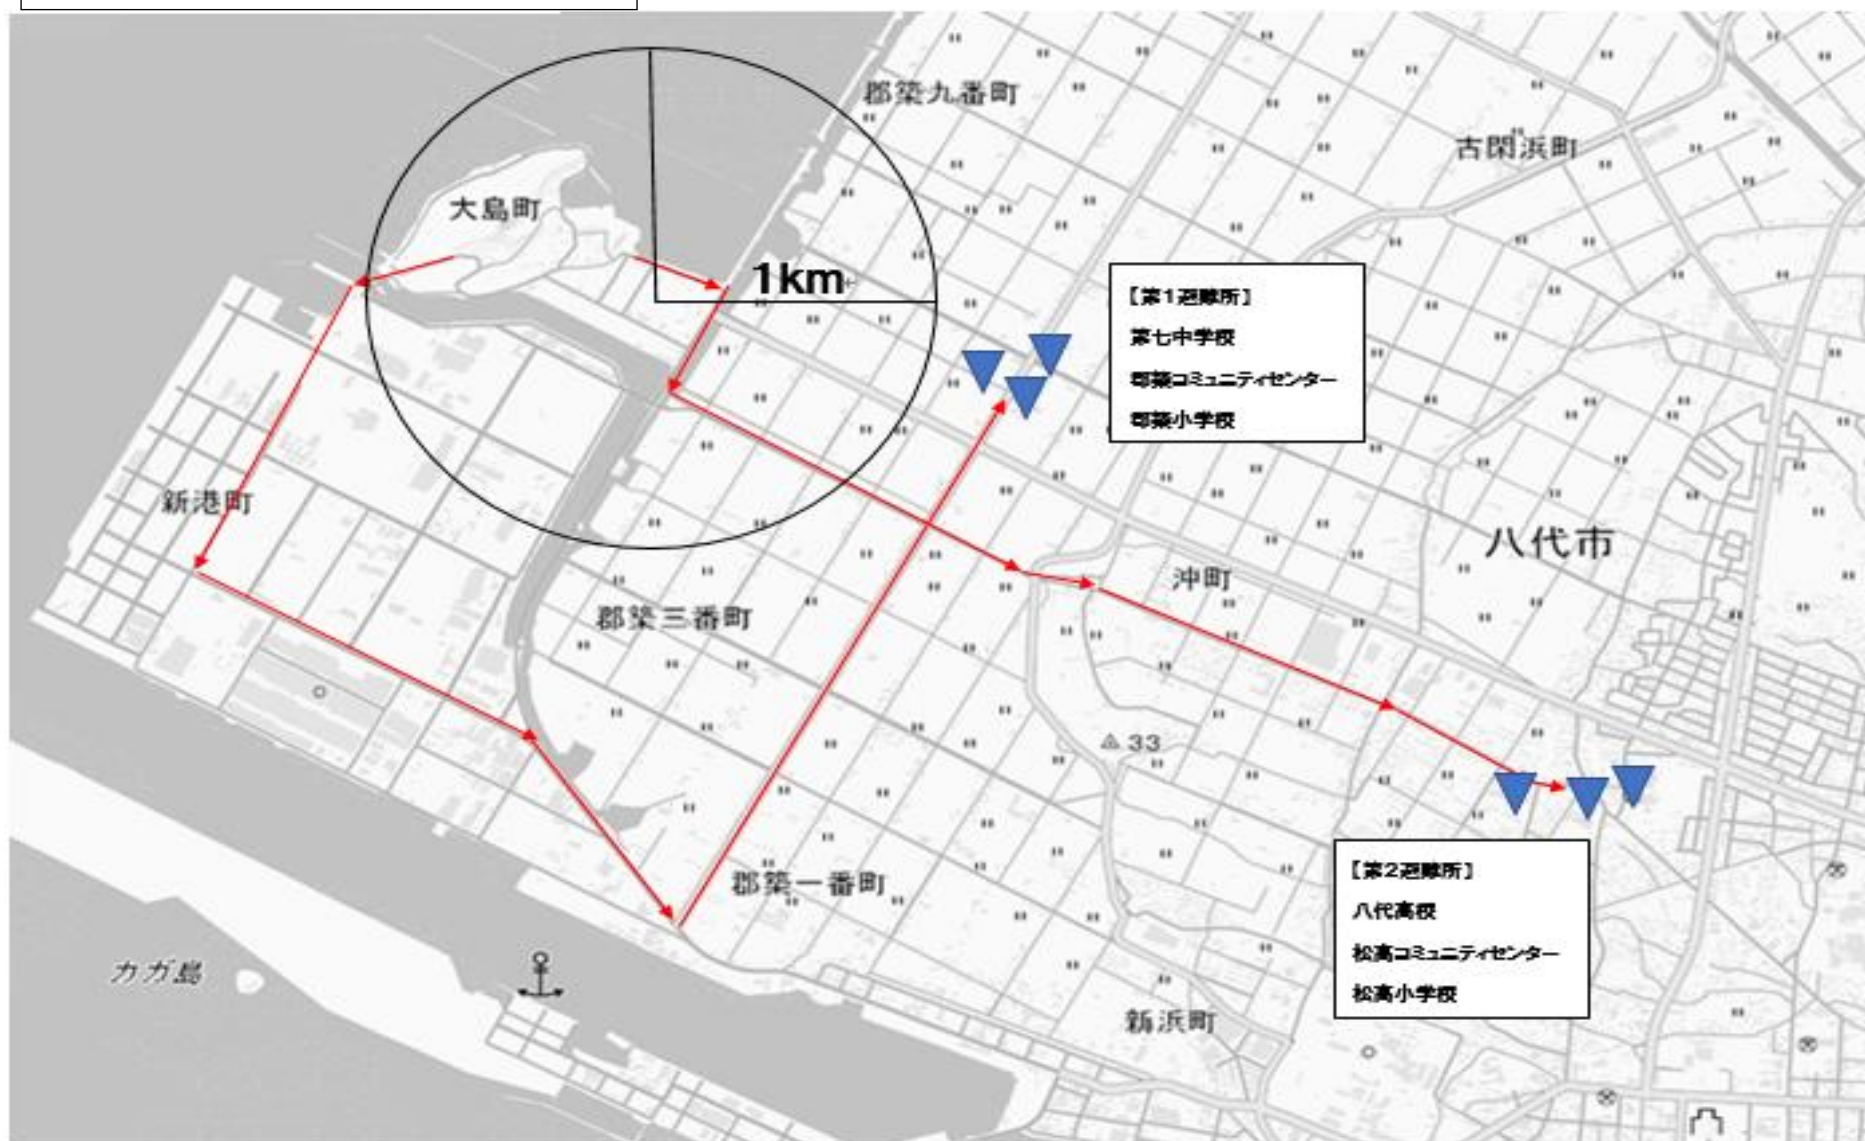 郡築九番町
古閑浜町
大島町
1km
【第1避難所】
第七中学校
郡築コミュニティセンター
郡築小学校
新港町
八代市
沖町
郡築三番町
33
【第2避難所】
八代高校
松高コミュニティセンター
松高小学校
郡築一番町
カガ島
新浜町